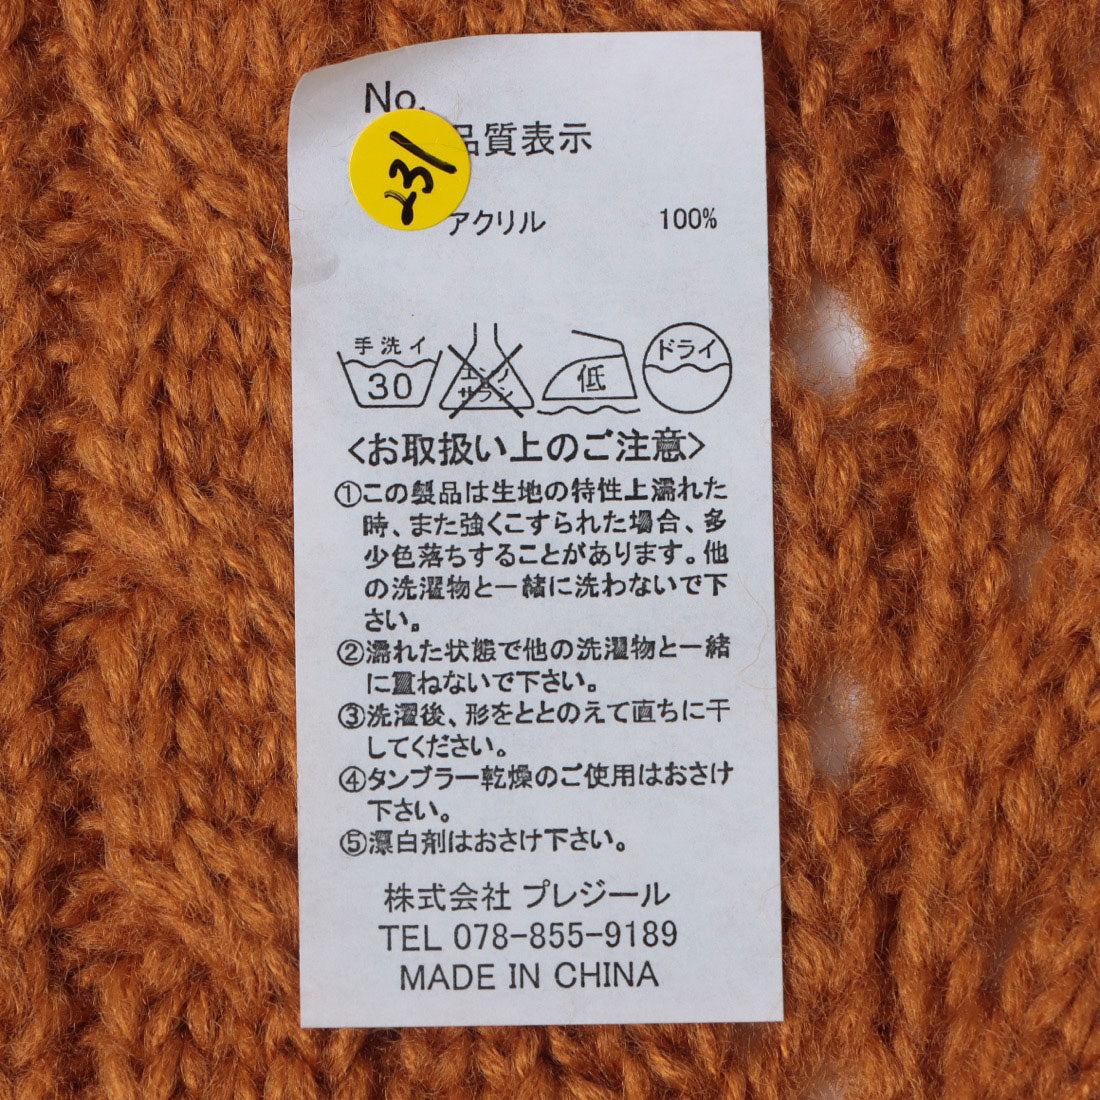 No.
231
品質表示
アクリル 100%
手洗イ
30
エンソ
サラシ
低
ドライ
<お取扱い上のご注意>
①この製品は生地の特性上濡れた
時、また強くこすられた場合、多
少色落ちすることがあります。他
の洗濯物と一緒に洗わないで下
さい。
②濡れた状態で他の洗濯物と一緒
に重ねないで下さい。
③洗濯後、形をととのえて直ちに干
してください。
④タンブラー乾燥のご使用はおさけ
下さい。
⑤漂白剤はおさけ下さい。
株式会社 プレジール
TEL 078-855-9189
MADE IN CHINA